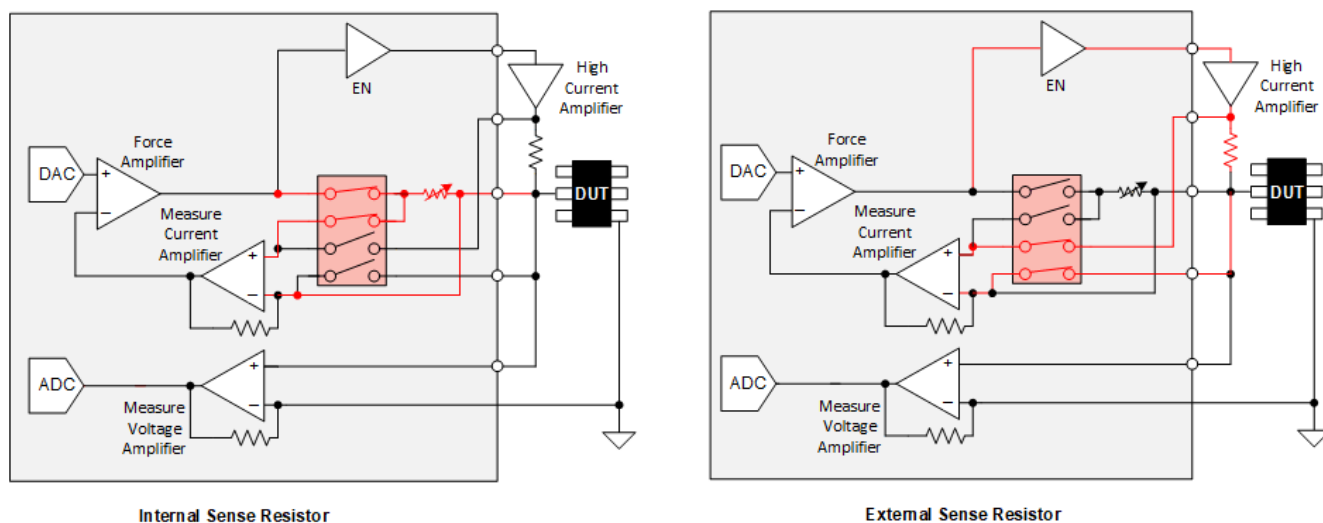 High
Current
Amplifier
EN
Force
Amplifier
DAC
+
−
DUT
Measure
Current
Amplifier
+
−
ADC
+
−
Measure
Voltage
Amplifier
Internal Sense Resistor
High
Current
Amplifier
EN
Force
Amplifier
DAC
+
−
DUT
Measure
Current
Amplifier
+
−
ADC
+
−
Measure
Voltage
Amplifier
External Sense Resistor